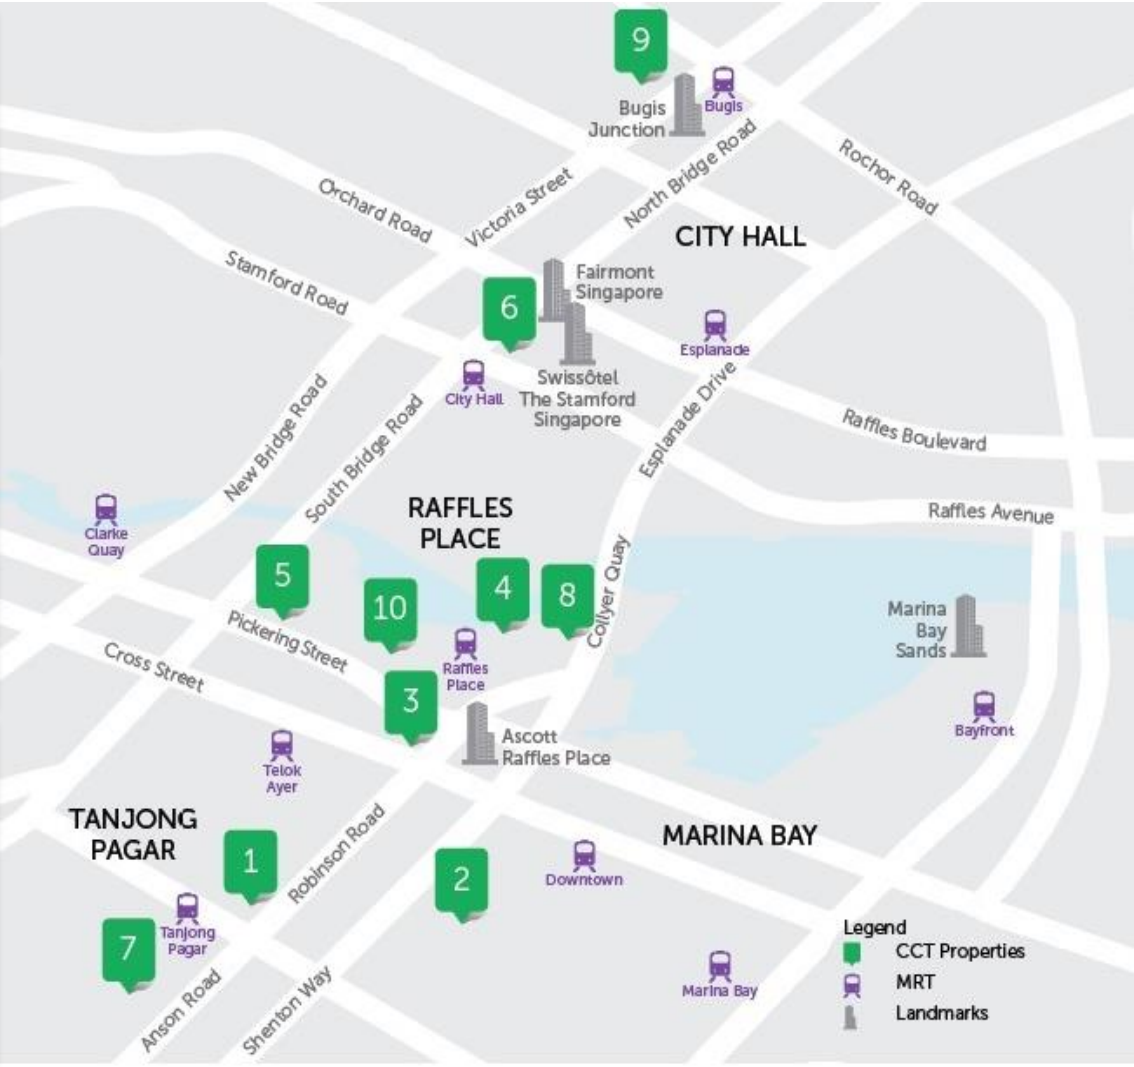 9
Bugis
Junction
Bugis
North Bridge Road
Rochor Road
Victoria Street
Orchard Road
CITY HALL
Stamford Road
Fairmont
Singapore
6
Esplanade
City Hall
Swissôtel
The Stamford
Singapore
Esplanade Drive
New Bridge Road
South Bridge Road
Raffles Boulevard
RAFFLES
PLACE
Raffles Avenue
Clarke
Quay
5
10
4
8
Collyer Quay
Marina
Bay
Sands
Pickering Street
Cross Street
Raffles
Place
3
Bayfront
Ascott
Raffles Place
Telok
Ayer
TANJONG
PAGAR
Robinson Road
MARINA BAY
1
2
Downtown
Tanjong
Pagar
7
Anson Road
Shenton Way
Marina Bay
Legend
CCT Properties
MRT
Landmarks